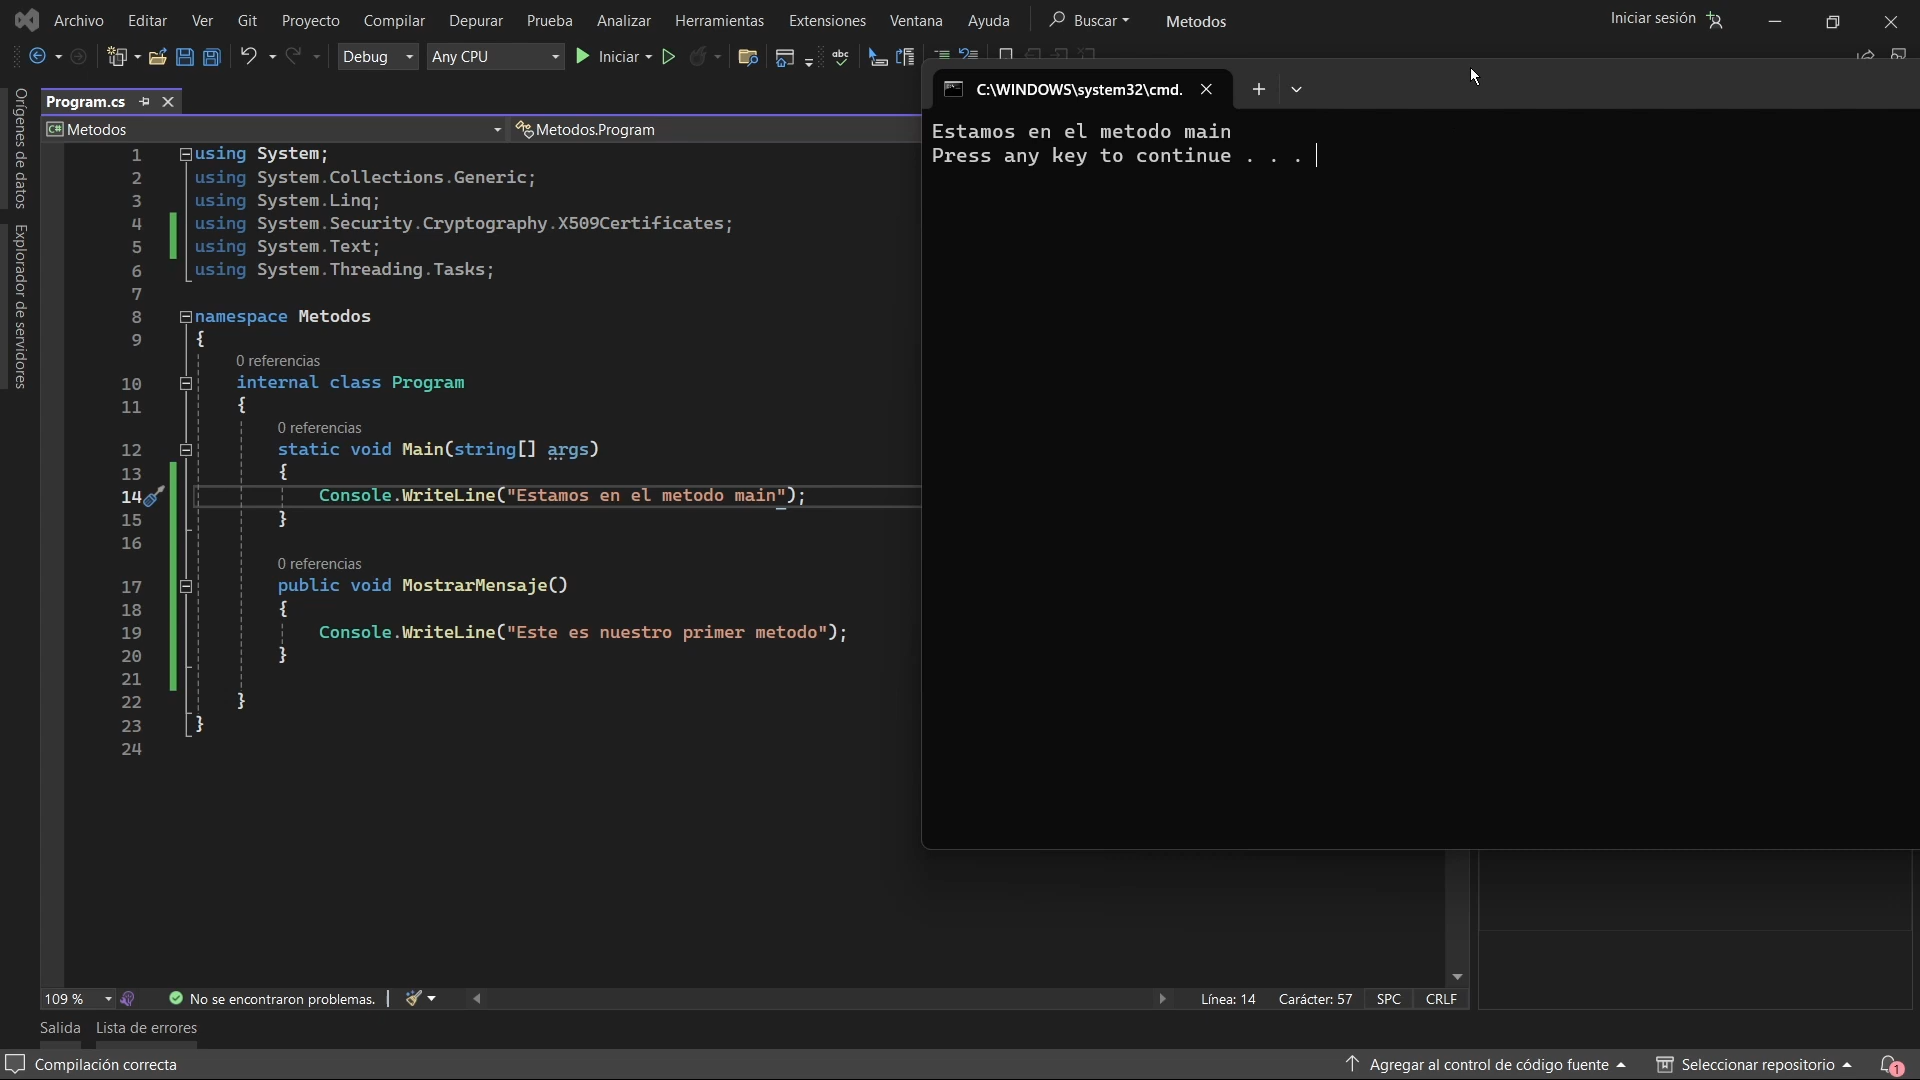 Archivo Editar Ver Git Proyecto Compilar Depurar Prueba Analizar Herramientas Extensiones Ventana Ayuda Buscar Metodos Iniciar sesión
Debug Any CPU Iniciar abc
Orígenes de datos
Explorador de servidores
Program.cs
Metodos Metodos.Program
1 using System;
2 using System.Collections.Generic;
3 using System.Linq;
4 using System.Security.Cryptography.X509Certificates;
5 using System.Text;
6 using System.Threading.Tasks;
7
8 namespace Metodos
9 {
0 referencias
10 internal class Program
11 {
0 referencias
12 static void Main(string[] args)
13 {
14 Console.WriteLine("Estamos en el metodo main");
15 }
16
0 referencias
17 public void MostrarMensaje()
18 {
19 Console.WriteLine("Este es nuestro primer metodo");
20 }
21
22 }
23 }
24
C:\WINDOWS\system32\cmd.
Estamos en el metodo main
Press any key to continue . . .
109 % No se encontraron problemas. Línea: 14 Carácter: 57 SPC CRLF
Salida Lista de errores
Compilación correcta Agregar al control de código fuente Seleccionar repositorio 1